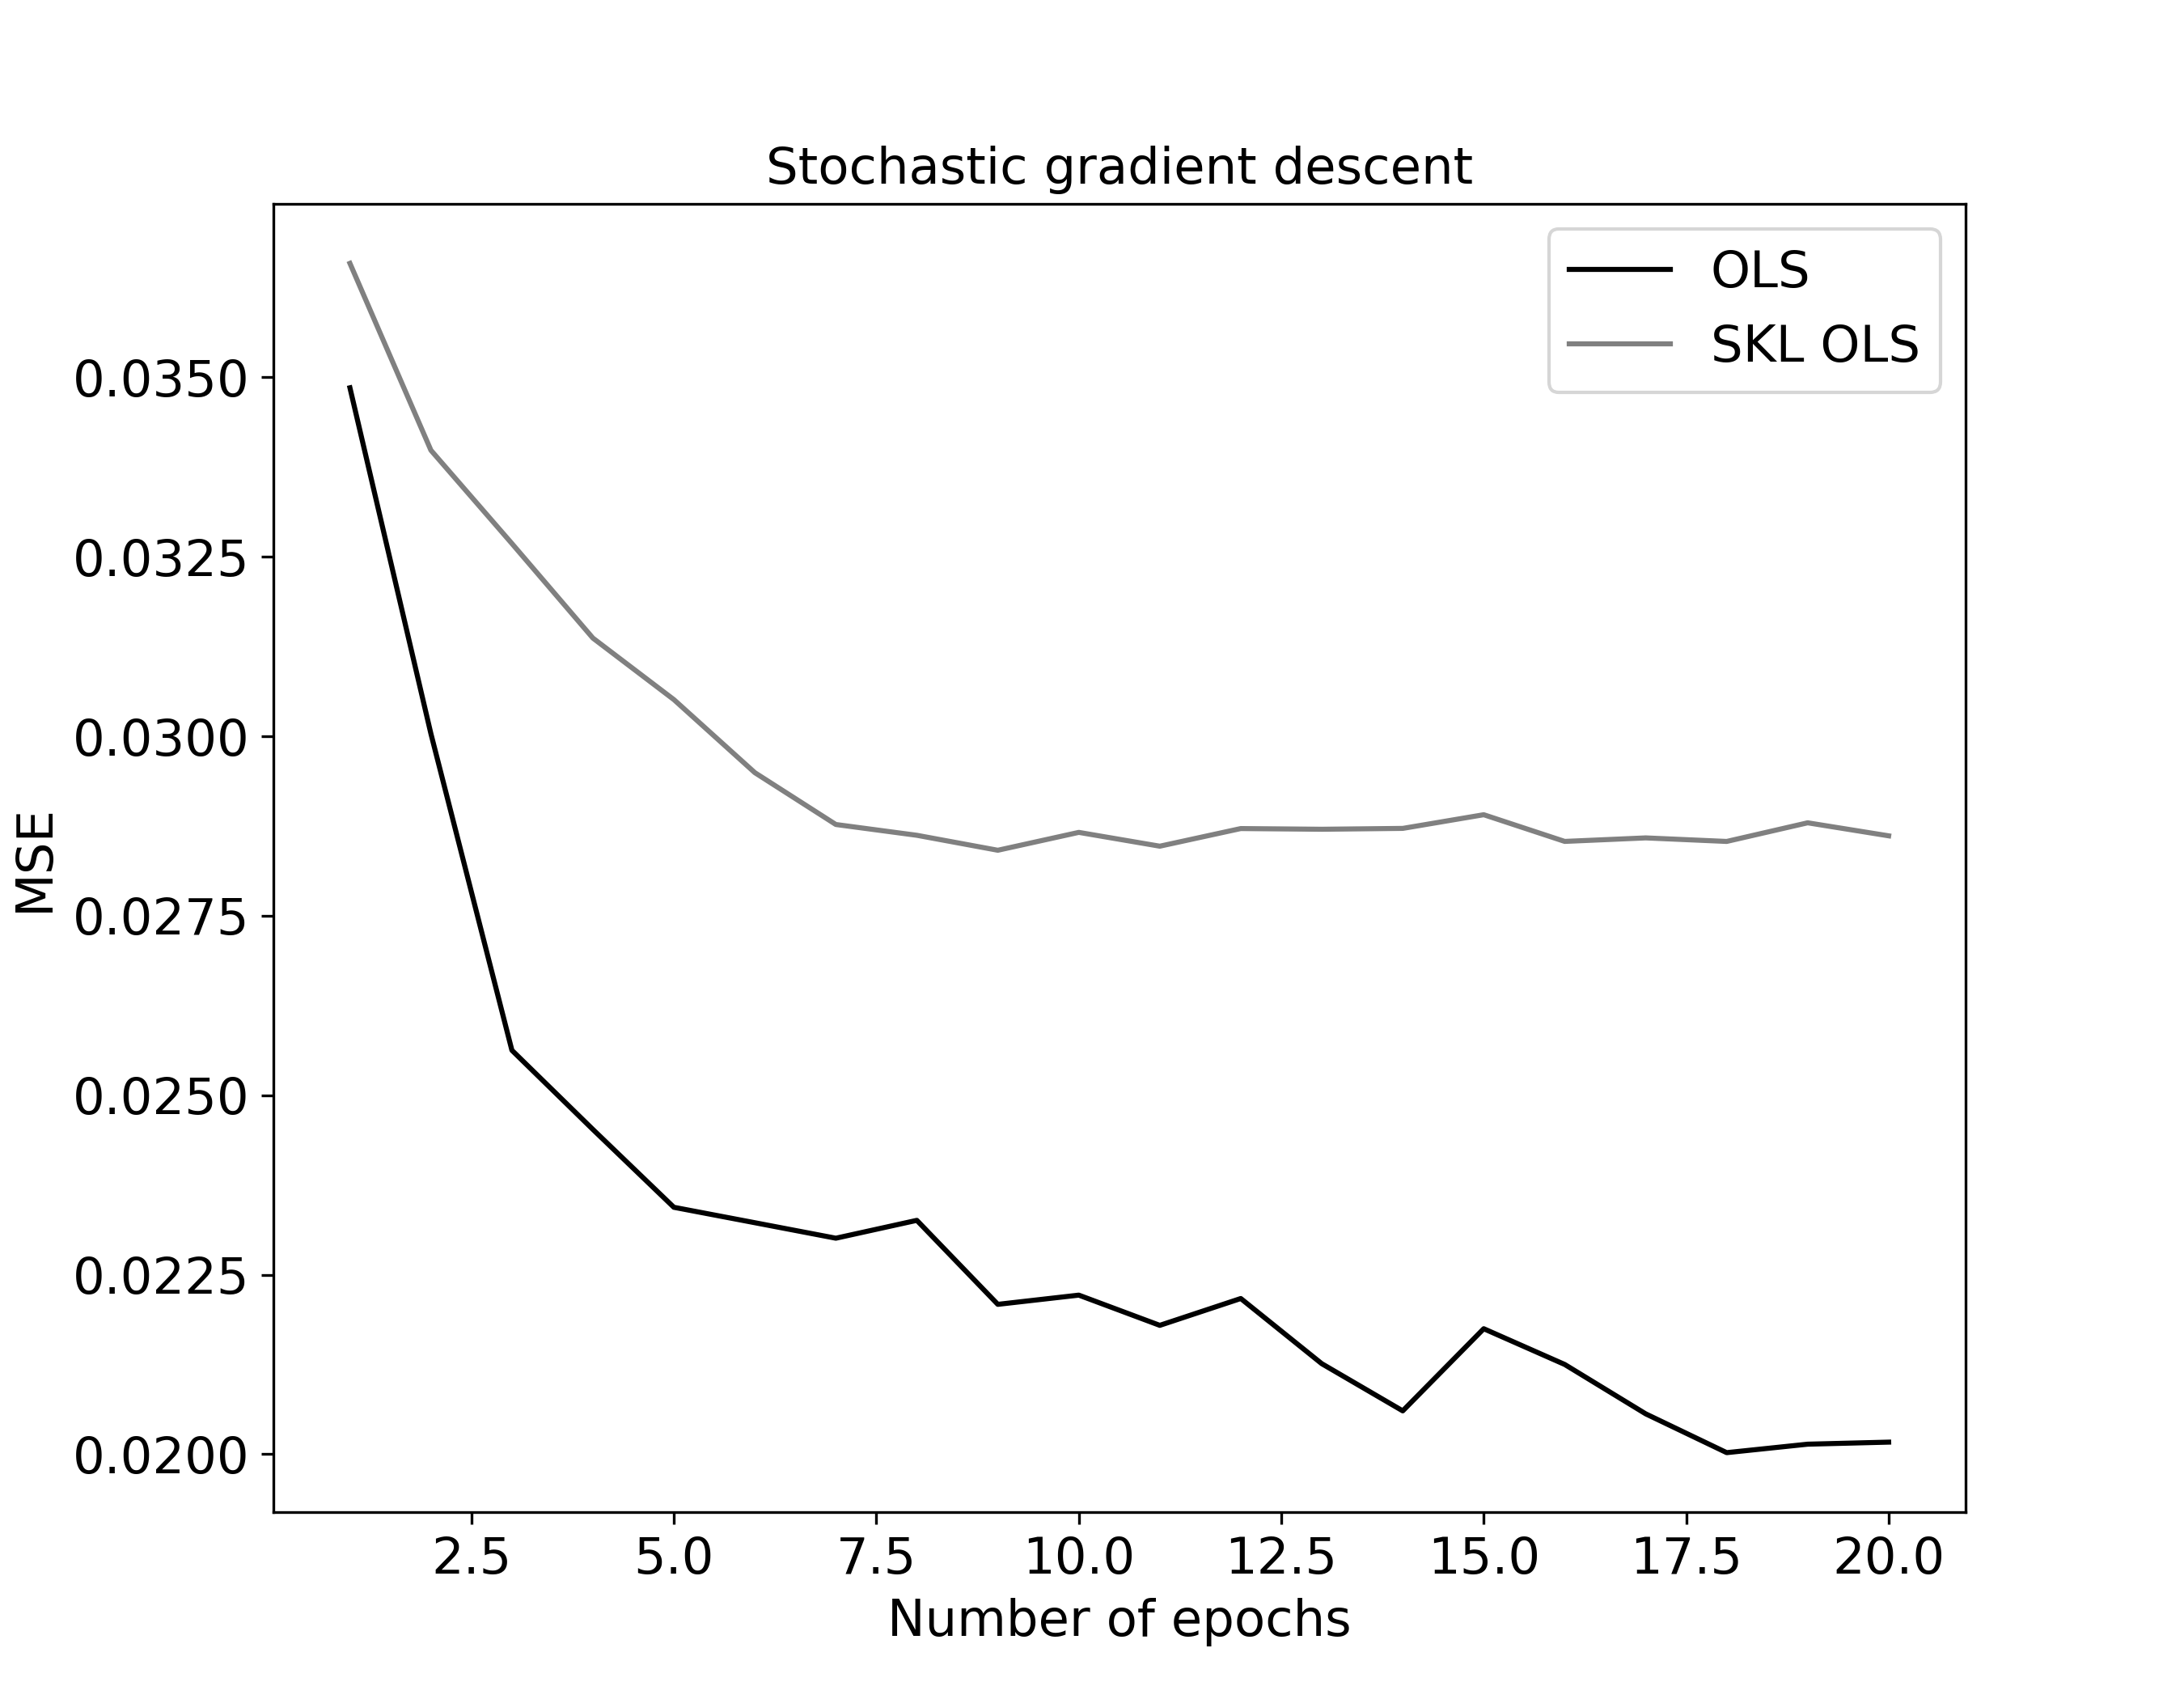 Stochastic gradient descent
OLS
SKL OLS
0.0350
0.0325
0.0300
0.0275
0.0250
0.0225
0.0200
MSE
2.5 5.0 7.5 10.0 12.5 15.0 17.5 20.0
Number of epochs